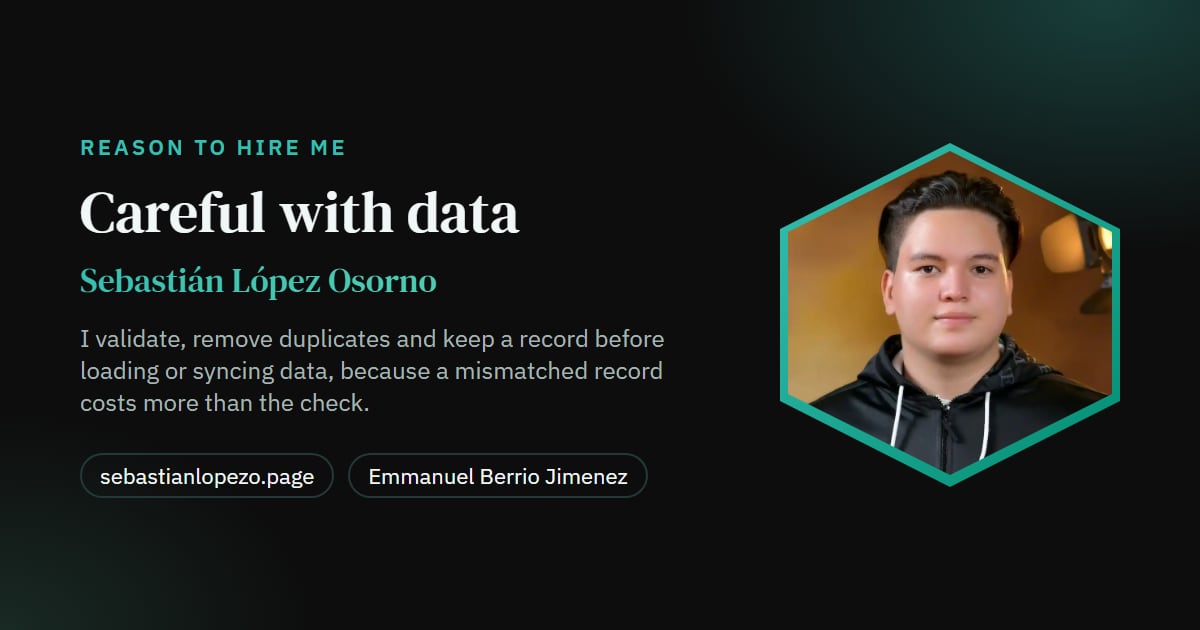 REASON TO HIRE ME
Careful with data
Sebastián López Osorno
I validate, remove duplicates and keep a record before
loading or syncing data, because a mismatched record
costs more than the check.
sebastianlopezo.page
Emmanuel Berrio Jimenez